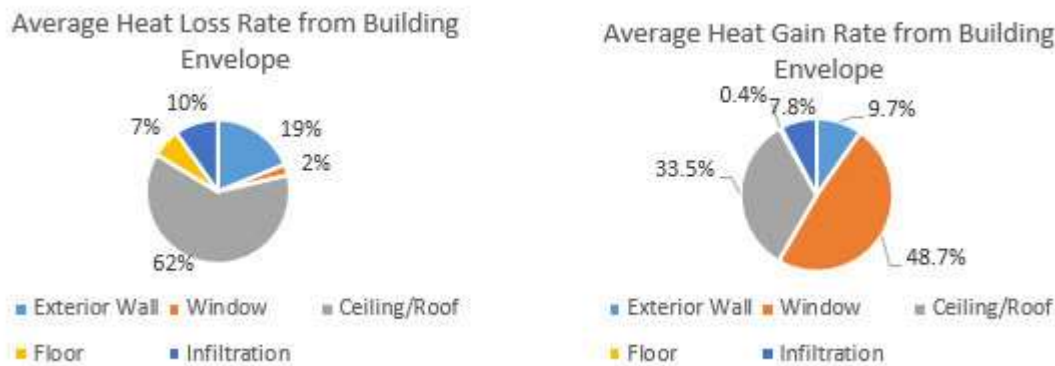 Average Heat Loss Rate from Building
Envelope
10%
19%
7%
2%
62%
Exterior Wall
Window
Ceiling/Roof
Floor
Infiltration
Average Heat Gain Rate from Building
Envelope
0.4%
7.8%
9.7%
33.5%
48.7%
Exterior Wall
Window
Ceiling/Roof
Floor
Infiltration